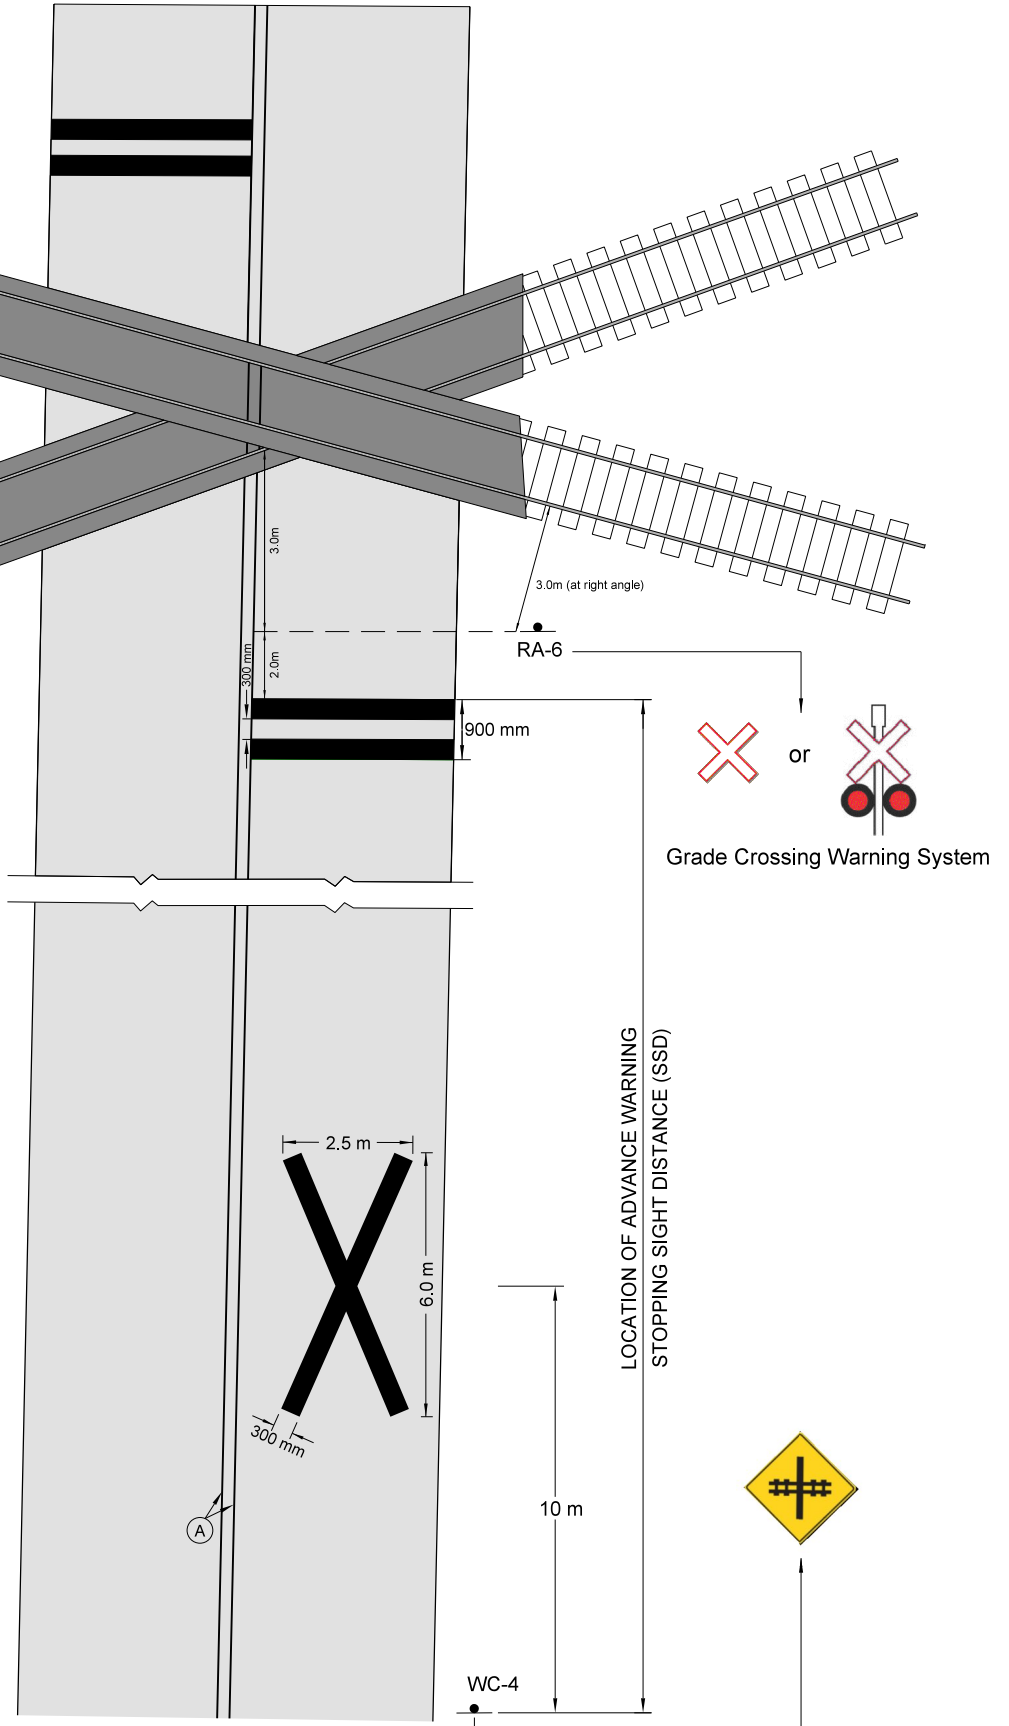 3.0m
3.0m (at right angle)
RA-6
2.0m
300 mm
900 mm
or
Grade Crossing Warning System
LOCATION OF ADVANCE WARNING
STOPPING SIGHT DISTANCE (SSD)
2.5 m
6.0 m
300 mm
10 m
A
WC-4